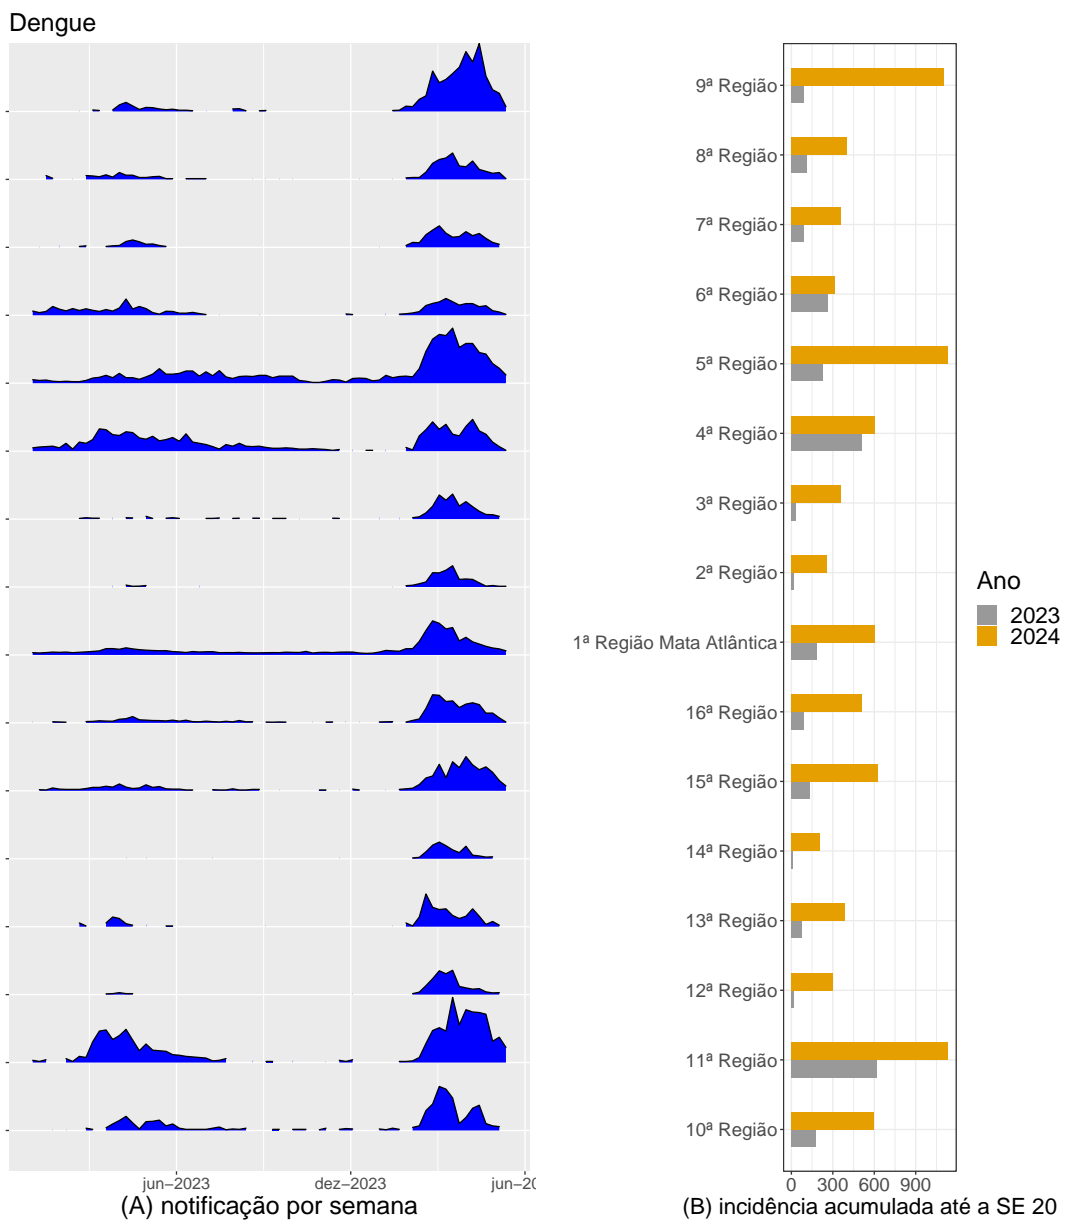 Dengue
9ª Região
8ª Região
7ª Região
6ª Região
5ª Região
4ª Região
3ª Região
2ª Região
1ª Região Mata Atlântica
16ª Região
15ª Região
14ª Região
13ª Região
12ª Região
11ª Região
10ª Região
Ano
2023
2024
jun–2023 dez–2023 jun–20
0 300 600 900
(A) notificação por semana
(B) incidência acumulada até a SE 20